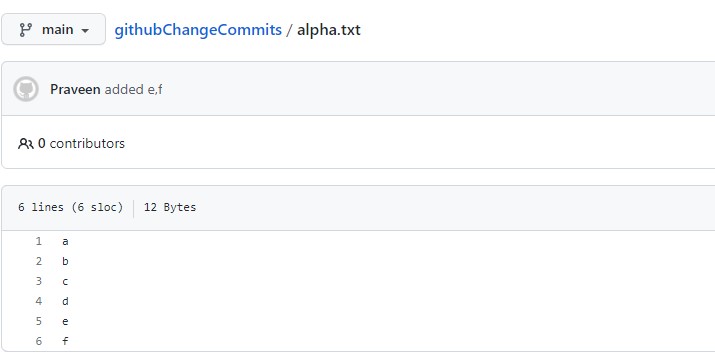 main
githubChangeCommits / alpha.txt
Praveen added e,f
0 contributors
6 lines (6 sloc) 12 Bytes
1 a
2 b
3 c
4 d
5 e
6 f